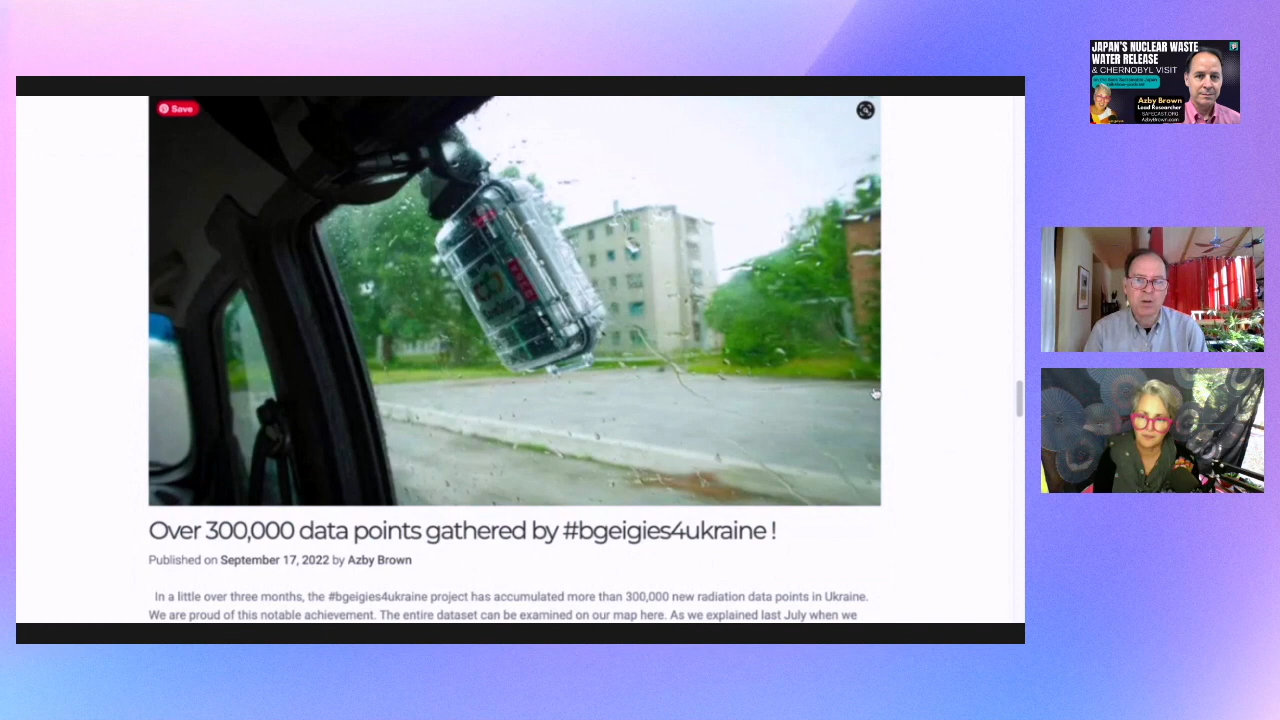 Save
Over 300,000 data points gathered by #bgeigies4ukraine !
Published on September 17, 2022 by Azby Brown
In a little over three months, the #bgeigies4ukraine project has accumulated more than 300,000 new radiation data points in Ukraine.
We are proud of this notable achievement. The entire dataset can be examined on our map here. As we explained last July when we
JAPAN'S NUCLEAR WASTE
WATER RELEASE
& CHERNOBYL VISIT
Azby Brown
Lead Researcher
SAFECAST.ORG
AzbyBrown.com